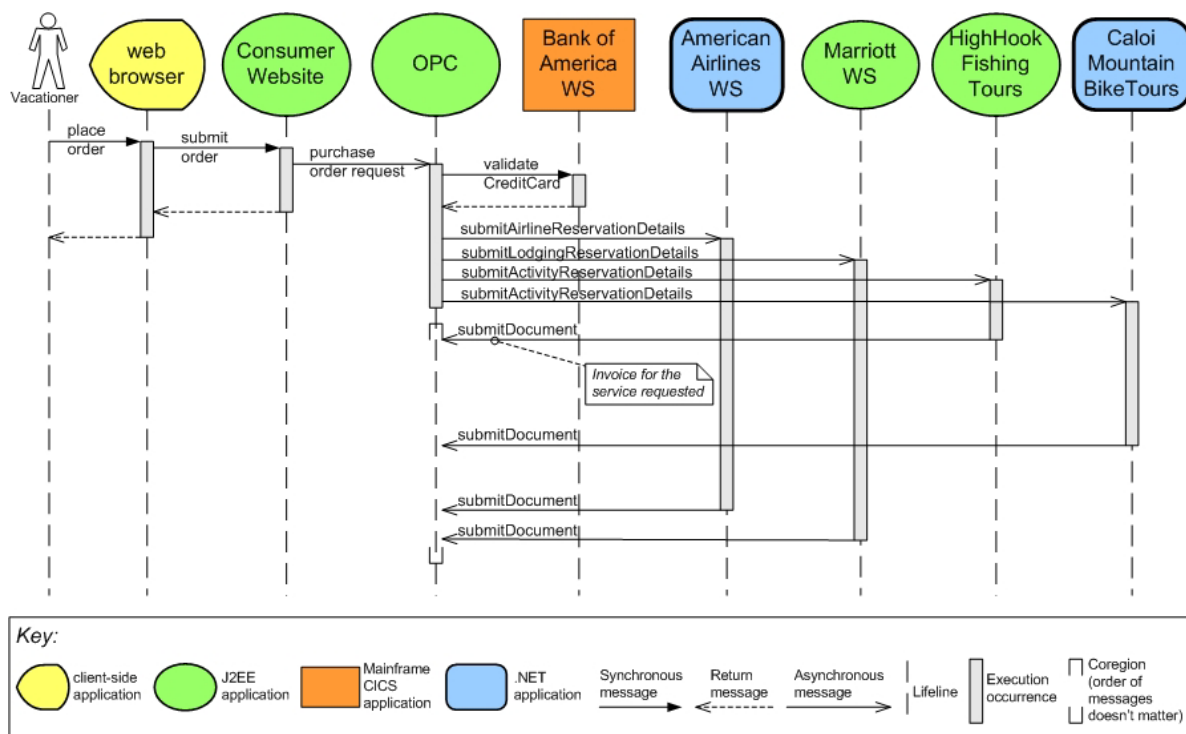 Vacationer
web
browser
Consumer
Website
OPC
Bank of
America
WS
American
Airlines
WS
Marriott
WS
HighHook
Fishing
Tours
Caloi
Mountain
BikeTours
place
order
submit
order
purchase
order request
validate
CreditCard
submitAirlineReservationDetails
submitLodgingReservationDetails
submitActivityReservationDetails
submitActivityReservationDetails
submitDocument
Invoice for the
service requested
submitDocument
submitDocument
submitDocument
Key:
client-side
application
J2EE
application
Mainframe
CICS
application
.NET
application
Synchronous
message
Return
message
Asynchronous
message
Lifeline
Execution
occurrence
Coregion
(order of
messages
doesn't matter)